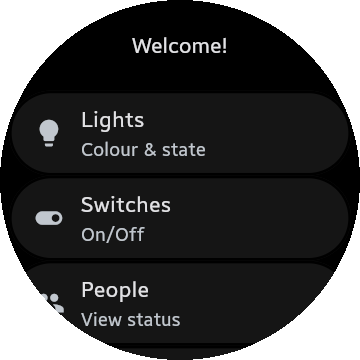 Welcome!
Lights
Colour & state
Switches
On/Off
People
View status